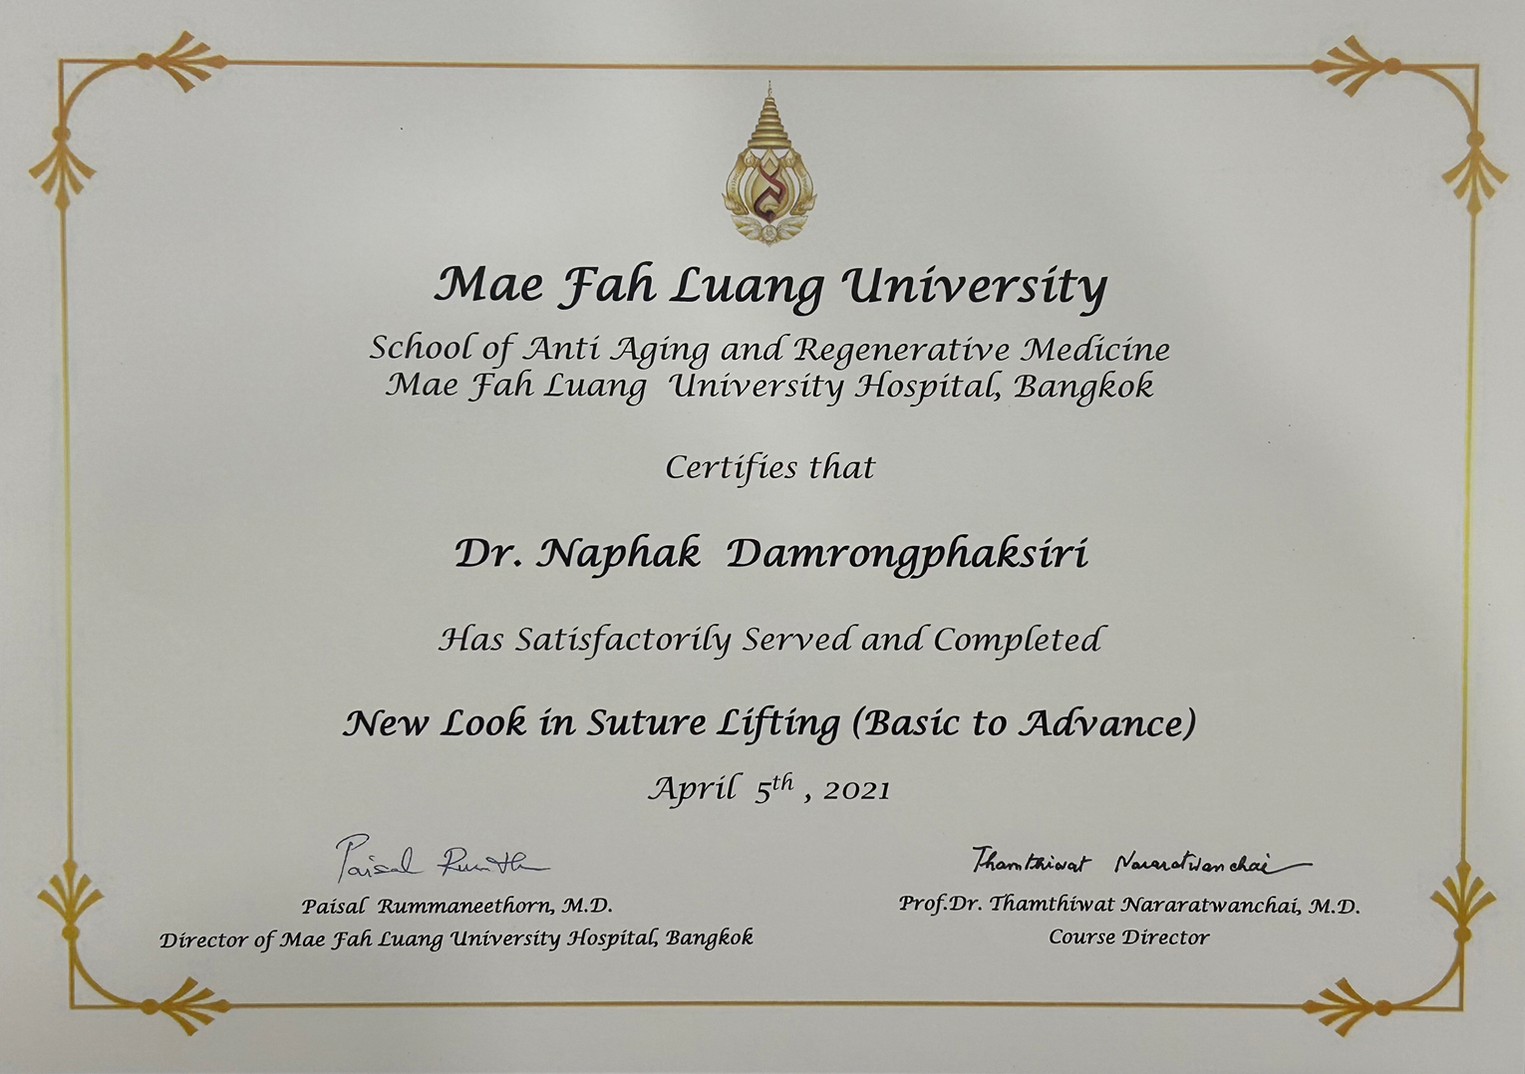 Mae Fah Luang University
School of Anti Aging and Regenerative Medicine
Mae Fah Luang University Hospital, Bangkok
Certifies that
Dr. Naphak Damrongphaksiri
Has Satisfactorily Served and Completed
New Look in Suture Lifting (Basic to Advance)
April 5th , 2021
Thamthiwat Nararatwanchai
Paisal Rummaneethorn, M.D.
Prof.Dr. Thamthiwat Nararatwanchai, M.D.
Director of Mae Fah Luang University Hospital, Bangkok
Course Director